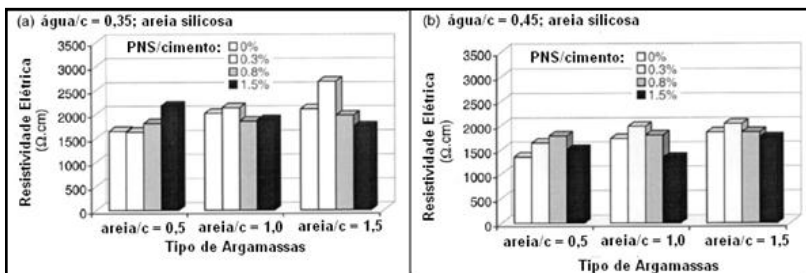 (a) água/c = 0,35; areia silicosa
PNS/cimento:
0%
0.3%
0.8%
1.5%
Resistividade Elétrica
(Ω.cm)
3500
3000
2500
2000
1500
1000
500
0
areia/c = 0,5
areia/c = 1,0
areia/c = 1,5
Tipo de Argamassas
(b) água/c = 0,45; areia silicosa
PNS/cimento:
0%
0.3%
0.8%
1.5%
Resistividade Elétrica
(Ω.cm)
3500
3000
2500
2000
1500
1000
500
0
areia/c = 0,5
areia/c = 1,0
areia/c = 1,5
Tipo de Argamassas